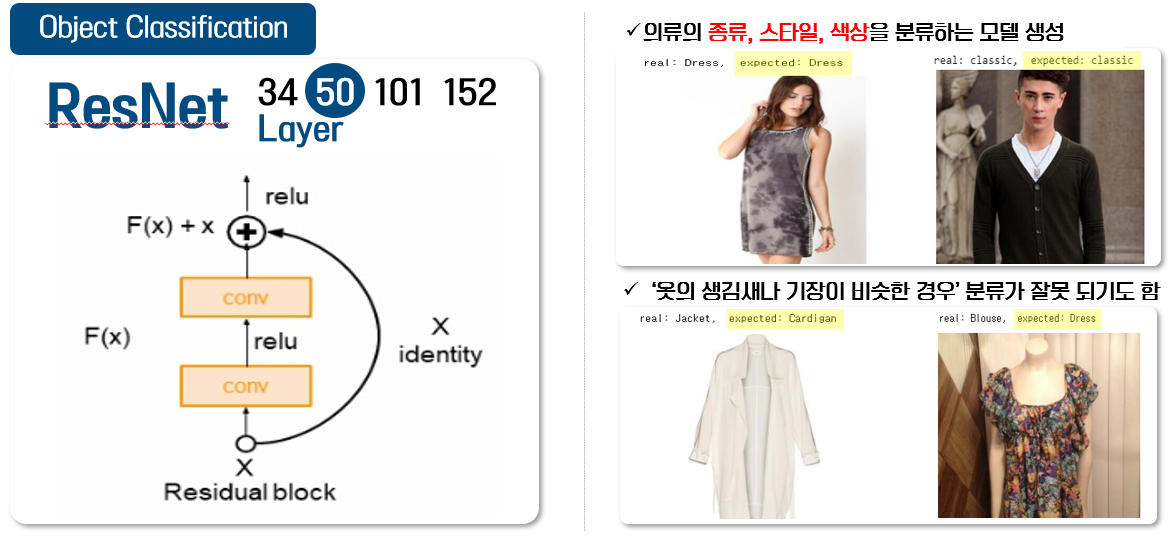 Object Classification
ResNet 34 50 101 152
Layer
relu
F(x) + x
conv
F(x)
relu
X
identity
conv
X
Residual block
✓의류의 종류, 스타일, 색상을 분류하는 모델 생성
real: Dress, expected: Dress
real: classic, expected: classic
✓ ‘옷의 생김새나 기장이 비슷한 경우’ 분류가 잘못 되기도 함
real: Jacket, expected: Cardigan
real: Blouse, expected: Dress